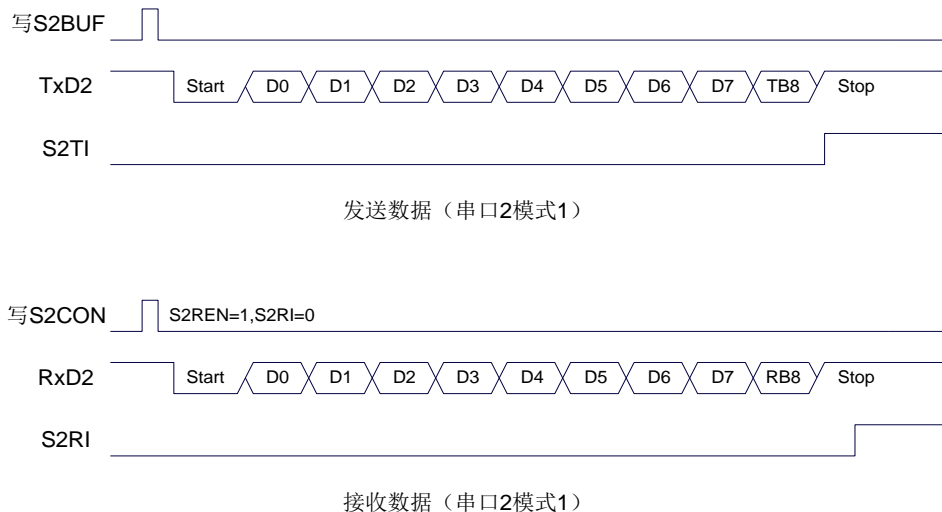 写S2BUF
TxD2 Start D0 D1 D2 D3 D4 D5 D6 D7 TB8 Stop
S2TI
发送数据（串口2模式1）
写S2CON S2REN=1,S2RI=0
RxD2 Start D0 D1 D2 D3 D4 D5 D6 D7 RB8 Stop
S2RI
接收数据（串口2模式1）